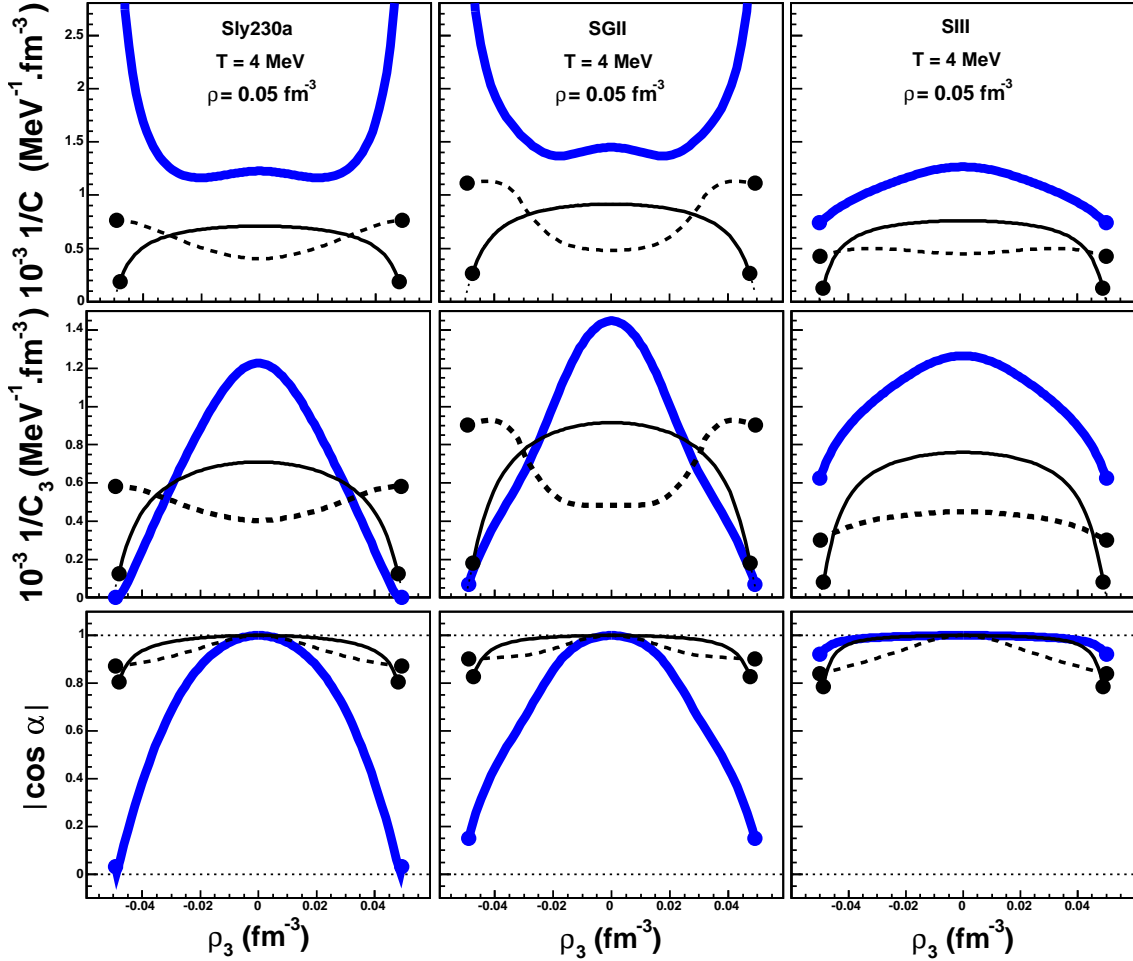 Sly230a
T = 4 MeV
ρ = 0.05 fm⁻³
SGII
T = 4 MeV
ρ = 0.05 fm⁻³
SIII
T = 4 MeV
ρ = 0.05 fm⁻³
10⁻³ 1/C (MeV⁻¹.fm⁻³)
2.5
2
1.5
1
0.5
0
10⁻³ 1/C₃ (MeV⁻¹.fm⁻³)
1.4
1.2
1
0.8
0.6
0.4
0.2
0
|cos α|
1
0.8
0.6
0.4
0.2
0
-0.04 -0.02 0 0.02 0.04
-0.04 -0.02 0 0.02 0.04
-0.04 -0.02 0 0.02 0.04
ρ₃ (fm⁻³)
ρ₃ (fm⁻³)
ρ₃ (fm⁻³)